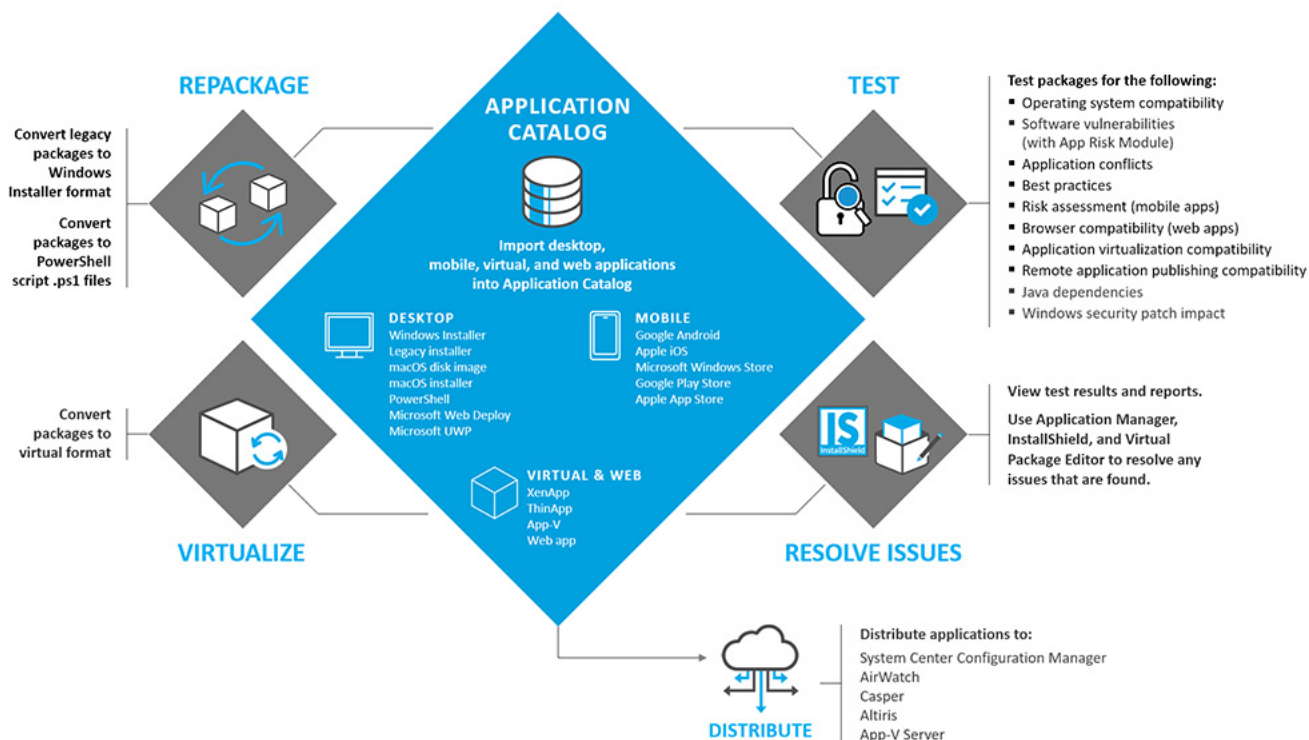 REPACKAGE
Convert legacy
packages to
Windows
Installer format
Convert
packages to
PowerShell
script .ps1 files
APPLICATION
CATALOG
Import desktop,
mobile, virtual, and web applications
into Application Catalog
DESKTOP
Windows Installer
Legacy installer
macOS disk image
macOS installer
PowerShell
Microsoft Web Deploy
Microsoft UWP
MOBILE
Google Android
Apple iOS
Microsoft Windows Store
Google Play Store
Apple App Store
VIRTUAL & WEB
XenApp
ThinApp
App-V
Web app
TEST
Test packages for the following:
▪ Operating system compatibility
▪ Software vulnerabilities
(with App Risk Module)
▪ Application conflicts
▪ Best practices
▪ Risk assessment (mobile apps)
▪ Browser compatibility (web apps)
▪ Application virtualization compatibility
▪ Remote application publishing compatibility
▪ Java dependencies
▪ Windows security patch impact
Convert
packages to
virtual format
VIRTUALIZE
IS
InstallShield
View test results and reports.
Use Application Manager,
InstallShield, and Virtual
Package Editor to resolve any
issues that are found.
RESOLVE ISSUES
DISTRIBUTE
Distribute applications to:
System Center Configuration Manager
AirWatch
Casper
Altiris
App-V Server